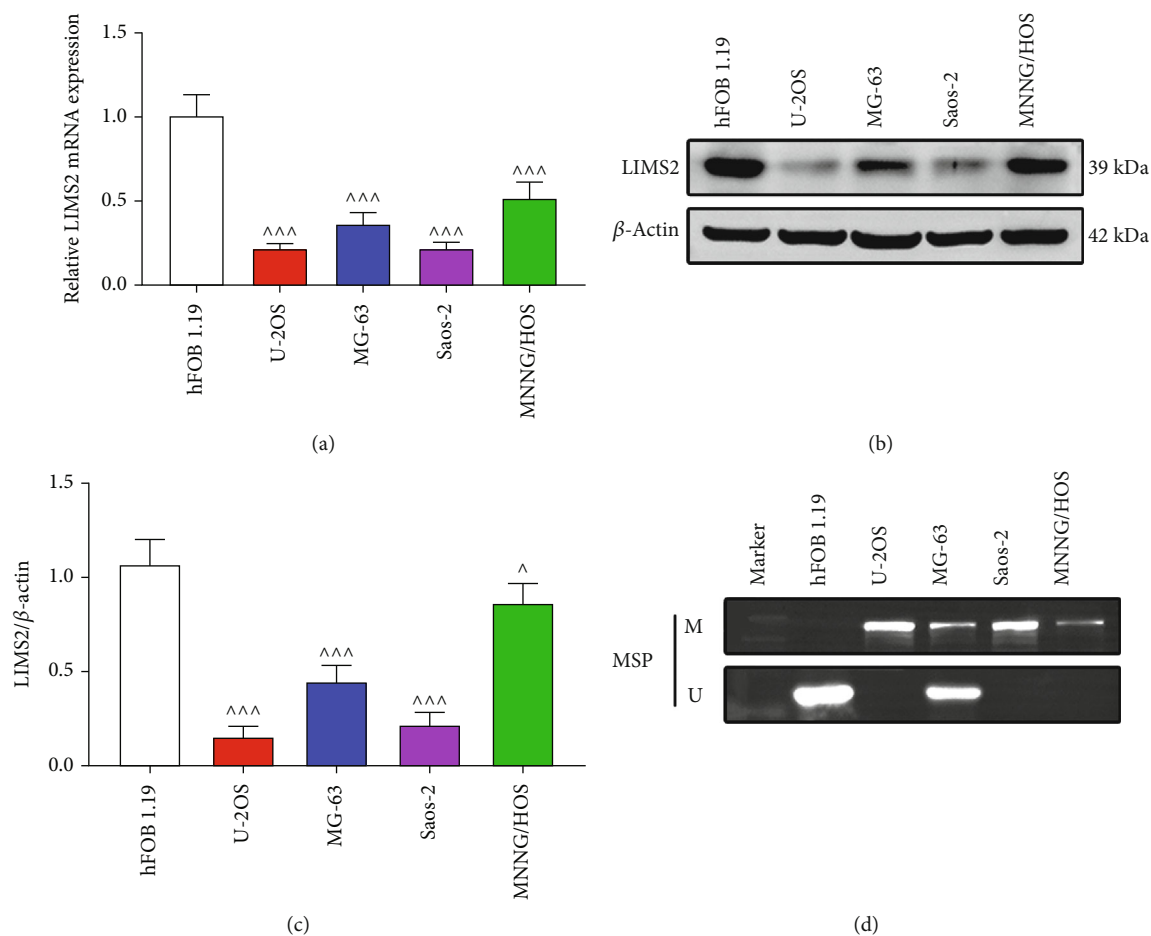 1.5
1.0
0.5
0.0
Relative LIMS2 mRNA expression
^^^
^^^
^^^
^^^
hFOB 1.19
U-2OS
MG-63
Saos-2
MNNG/HOS
(a)
hFOB 1.19
U-2OS
MG-63
Saos-2
MNNG/HOS
LIMS2
39 kDa
β-Actin
42 kDa
(b)
1.5
1.0
0.5
0.0
LIMS2/β-actin
^^^
^^^
^^^
^
hFOB 1.19
U-2OS
MG-63
Saos-2
MNNG/HOS
(c)
Marker
hFOB 1.19
U-2OS
MG-63
Saos-2
MNNG/HOS
MSP
M
U
(d)